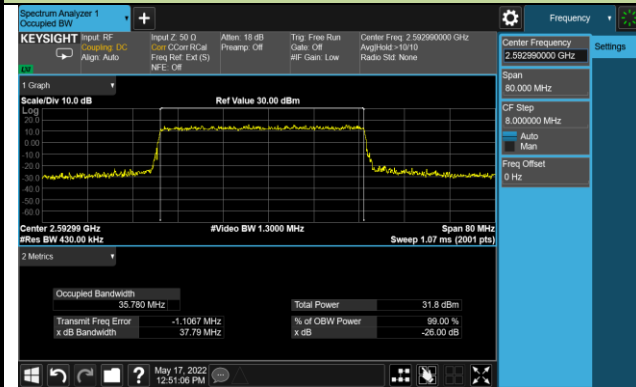 Spectrum Analyzer 1
Occupied BW
Frequency
KEYSIGHT
Input: RF
Coupling: DC
Align: Auto
Input Z: 50 Ω
Corr CCorr RCal
Freq Ref: Ext (S)
NFE: Off
Atten: 18 dB
Preamp: Off
Trig: Free Run
Gate: Off
#IF Gain: Low
Center Freq: 2.592990000 GHz
Avg|Hold:>10/10
Radio Std: None
Center Frequency
2.592990000 GHz
Settings
Span
80.000 MHz
CF Step
8.000000 MHz
Auto
Man
Freq Offset
0 Hz
1 Graph
Scale/Div 10.0 dB
Ref Value 30.00 dBm
Log
20.0
10.0
0.00
-10.0
-20.0
-30.0
-40.0
-50.0
-60.0
Center 2.59299 GHz
#Video BW 1.3000 MHz
Span 80 MHz
#Res BW 430.00 kHz
Sweep 1.07 ms (2001 pts)
2 Metrics
Occupied Bandwidth
35.780 MHz
Total Power
31.8 dBm
Transmit Freq Error
-1.1067 MHz
% of OBW Power
99.00 %
x dB Bandwidth
37.79 MHz
x dB
-26.00 dB
May 17, 2022
12:51:06 PM